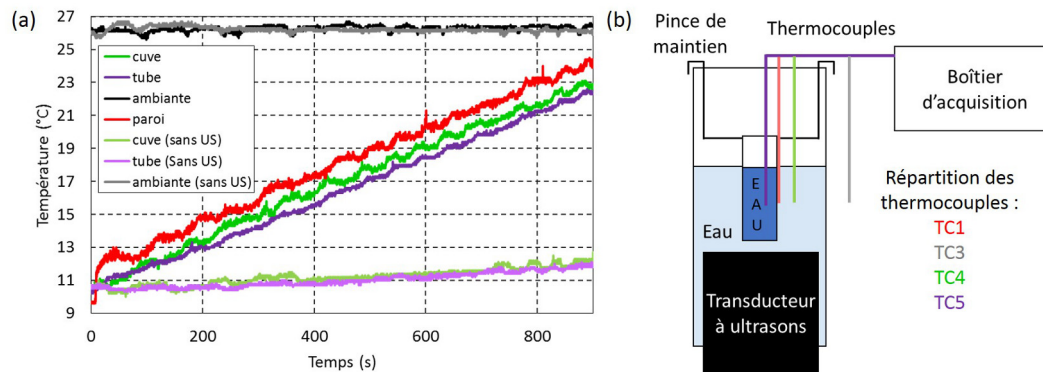 (a)
27
25
23
21
19
17
15
13
11
9
Température (°C)
cuve
tube
ambiante
paroi
cuve (sans US)
tube (Sans US)
ambiante (sans US)
0
200
400
600
800
Temps (s)
(b)
Pince de
maintien
Thermocouples
Boîtier
d'acquisition
E
A
U
Eau
Transducteur
à ultrasons
Répartition des
thermocouples :
TC1
TC3
TC4
TC5